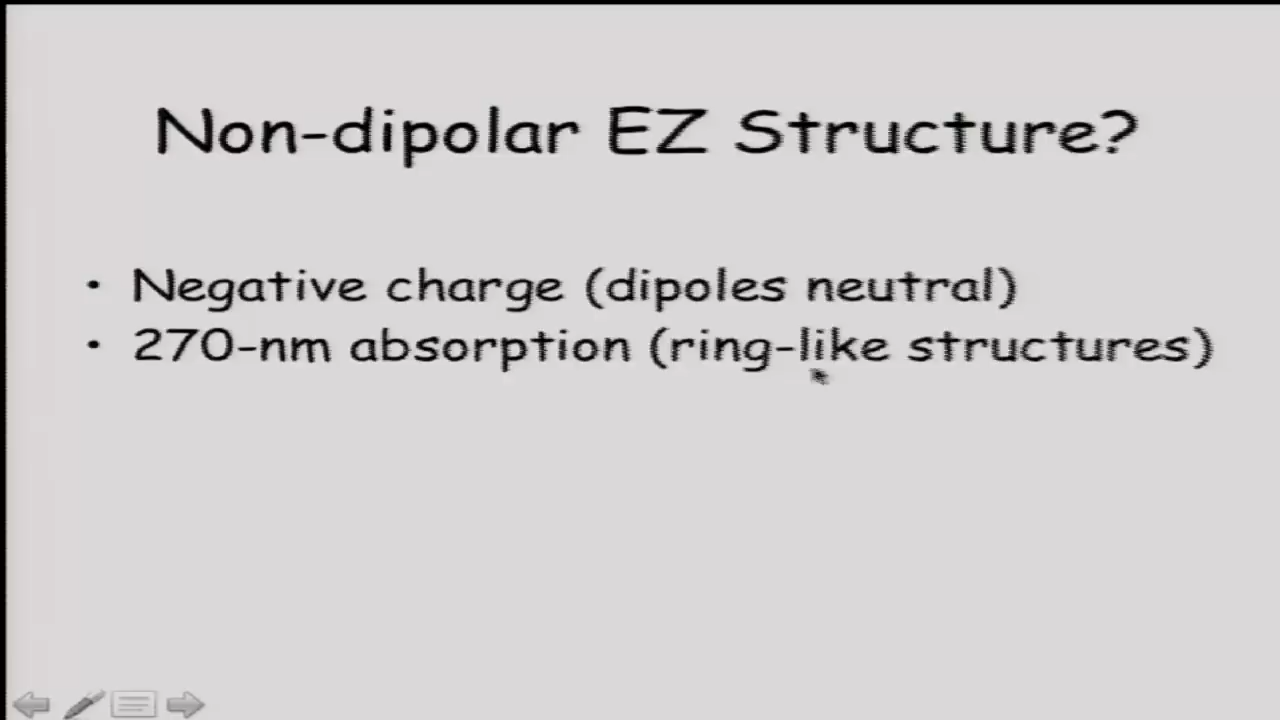 Non-dipolar EZ Structure?
• Negative charge (dipoles neutral)
• 270-nm absorption (ring-like structures)